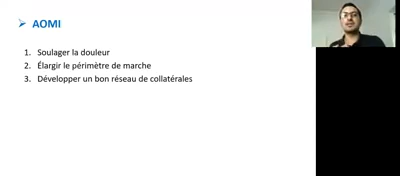 AOMI
1. Soulager la douleur
2. Élargir le périmètre de marche
3. Développer un bon réseau de collatérales